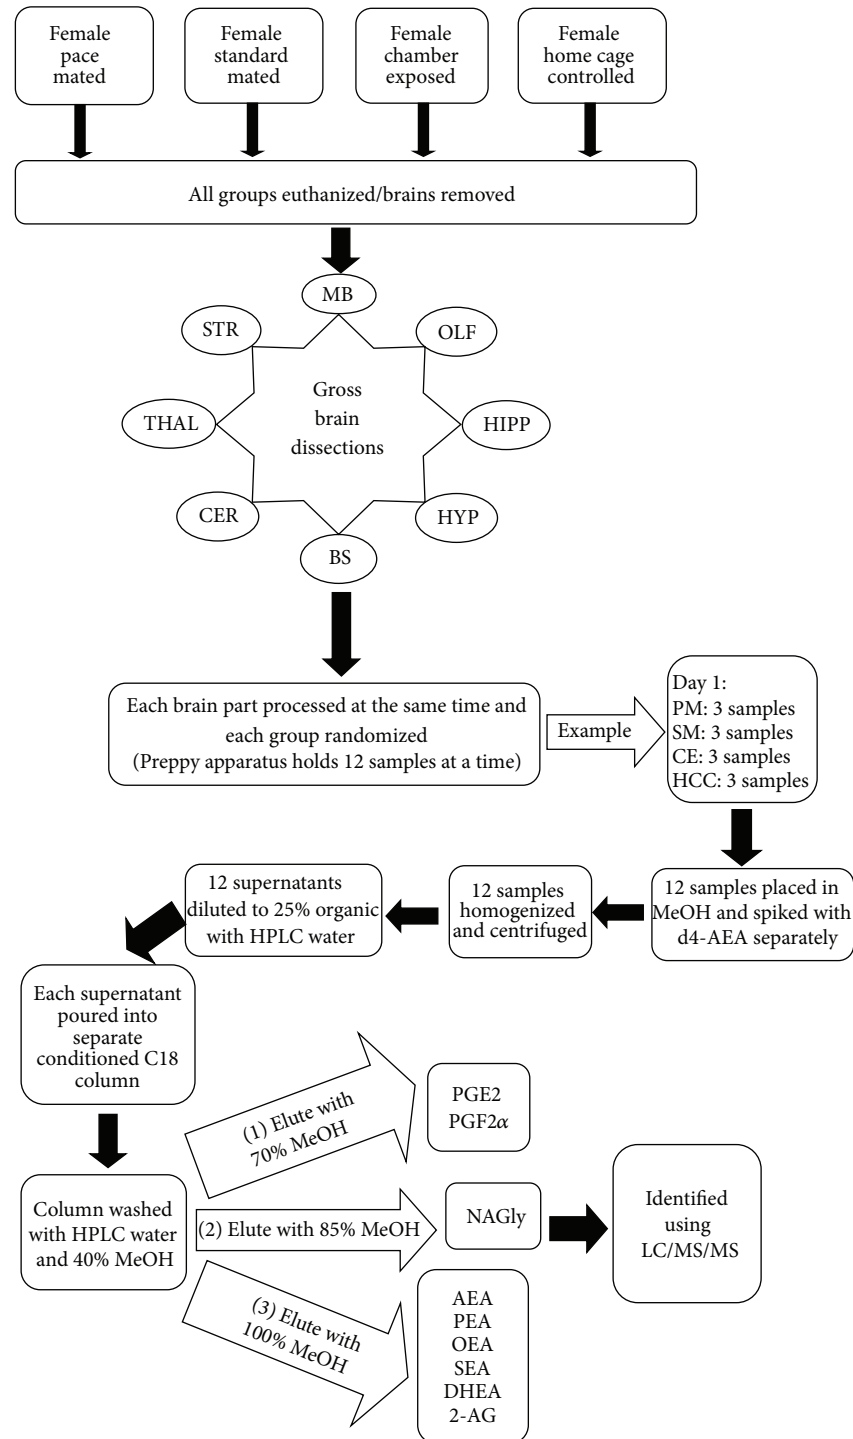 Female
pace
mated
Female
standard
mated
Female
chamber
exposed
Female
home cage
controlled
All groups euthanized/brains removed
MB
STR
OLF
THAL
Gross
brain
dissections
HIPP
CER
HYP
BS
Each brain part processed at the same time and
each group randomized
(Preppy apparatus holds 12 samples at a time)
Example
Day 1:
PM: 3 samples
SM: 3 samples
CE: 3 samples
HCC: 3 samples
12 samples placed in
MeOH and spiked with
d4-AEA separately
12 samples
homogenized
and centrifuged
12 supernatants
diluted to 25% organic
with HPLC water
Each supernatant
poured into
separate
conditioned C18
column
Column washed
with HPLC water
and 40% MeOH
(1) Elute with
70% MeOH
PGE2
PGF2α
(2) Elute with 85% MeOH
NAGly
(3) Elute with
100% MeOH
AEA
PEA
OEA
SEA
DHEA
2-AG
Identified
using
LC/MS/MS